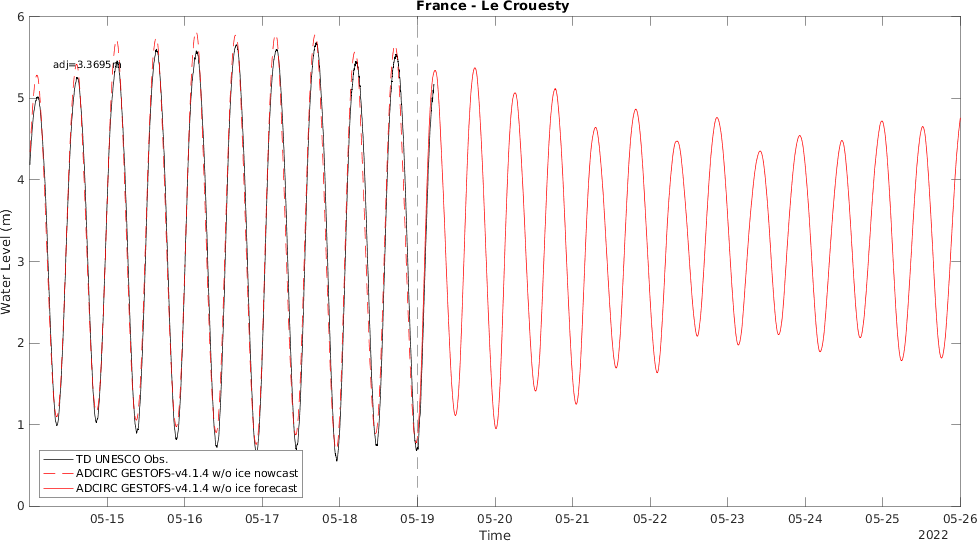 France - Le Crouesty
6
adj=3.3695m
5
4
3
2
1
0
Water Level (m)
TD UNESCO Obs.
ADCIRC GESTOFS-v4.1.4 w/o ice nowcast
ADCIRC GESTOFS-v4.1.4 w/o ice forecast
05-15 05-16 05-17 05-18 05-19 05-20 05-21 05-22 05-23 05-24 05-25 05-26
Time
2022